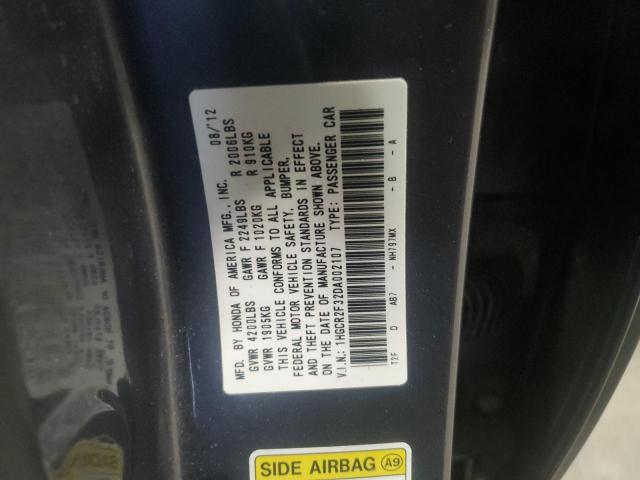 MFD. BY HONDA OF AMERICA MFG., INC. 08/'12
GVWR 4200LBS GAWR F 2249LBS R 2006LBS
GVWR 1905KG GAWR F 1020KG R 910KG
THIS VEHICLE CONFORMS TO ALL APPLICABLE
FEDERAL MOTOR VEHICLE SAFETY, BUMPER,
AND THEFT PREVENTION STANDARDS IN EFFECT
ON THE DATE OF MANUFACTURE SHOWN ABOVE.
V.I.N.: 1HGCR2F32DA002107 TYPE: PASSENGER CAR
T2F D AB7 - NH797MX - B - A
SIDE AIRBAG A9